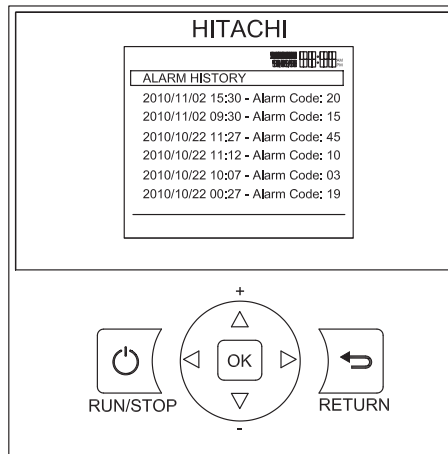 HITACHI
ALARM HISTORY
2010/11/02 15:30 - Alarm Code: 20
2010/11/02 09:30 - Alarm Code: 15
2010/10/22 11:27 - Alarm Code: 45
2010/10/22 11:12 - Alarm Code: 10
2010/10/22 10:07 - Alarm Code: 03
2010/10/22 00:27 - Alarm Code: 19
+
OK
RUN/STOP
RETURN
-